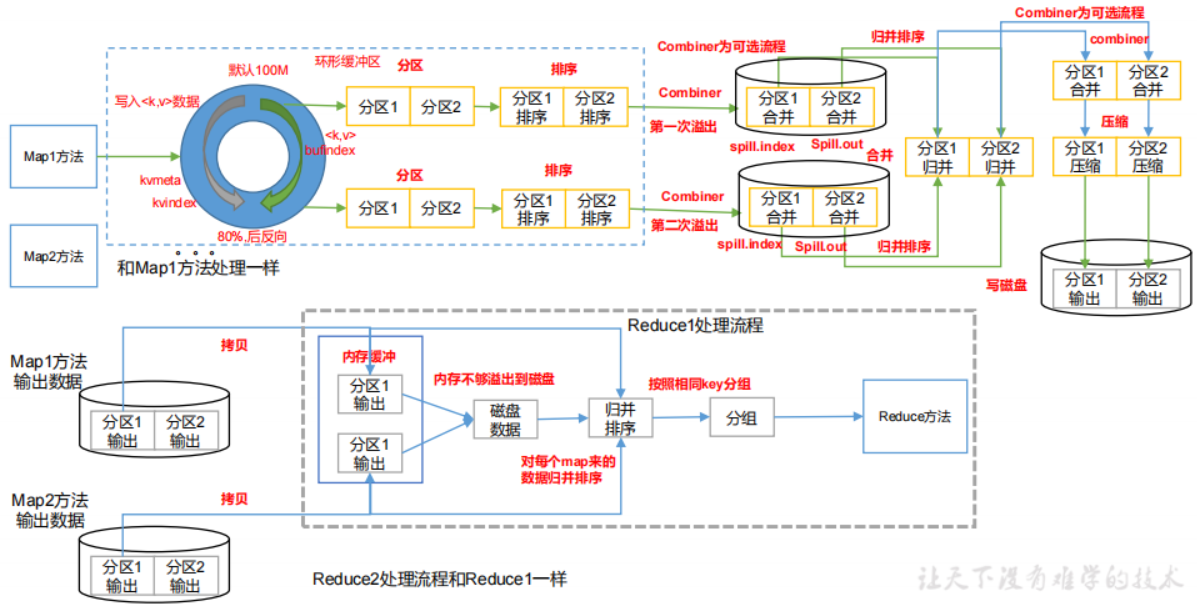 Combiner为可选流程
归并排序
Combiner为可选流程
combiner
默认100M
环形缓冲区
分区
排序
写入<k,v>数据
分区1
分区2
分区1
排序
分区2
排序
Combiner
第一次溢出
分区1
合并
分区2
合并
spill.index
Spill.out
分区1
合并
分区2
合并
压缩
Map1方法
<k,v>
bufindex
kvmeta
kvindex
合并
分区1
归并
分区2
归并
分区1
压缩
分区2
压缩
分区
排序
分区1
分区2
分区1
排序
分区2
排序
Combiner
第二次溢出
分区1
合并
分区2
合并
spill.index
Spill.out
归并排序
80%,后反向
Map2方法
和Map1方法处理一样
写磁盘
分区1
输出
分区2
输出
Reduce1处理流程
Map1方法
输出数据
拷贝
分区1
输出
分区2
输出
内存缓冲
分区1
输出
分区1
输出
内存不够溢出到磁盘
磁盘
数据
归并
排序
对每个map来的
数据归并排序
按照相同key分组
分组
Reduce方法
Map2方法
输出数据
拷贝
分区1
输出
分区2
输出
Reduce2处理流程和Reduce1一样
让天下没有难学的技术